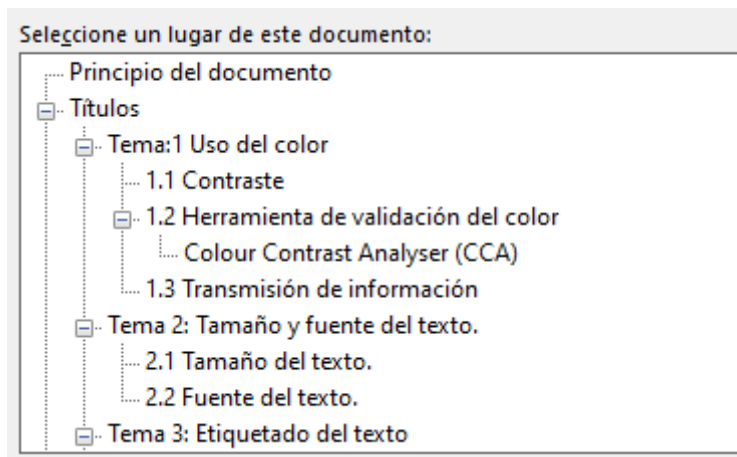 Seleccione un lugar de este documento:
Principio del documento
Títulos
Tema:1 Uso del color
1.1 Contraste
1.2 Herramienta de validación del color
Colour Contrast Analyser (CCA)
1.3 Transmisión de información
Tema 2: Tamaño y fuente del texto.
2.1 Tamaño del texto.
2.2 Fuente del texto.
Tema 3: Etiquetado del texto